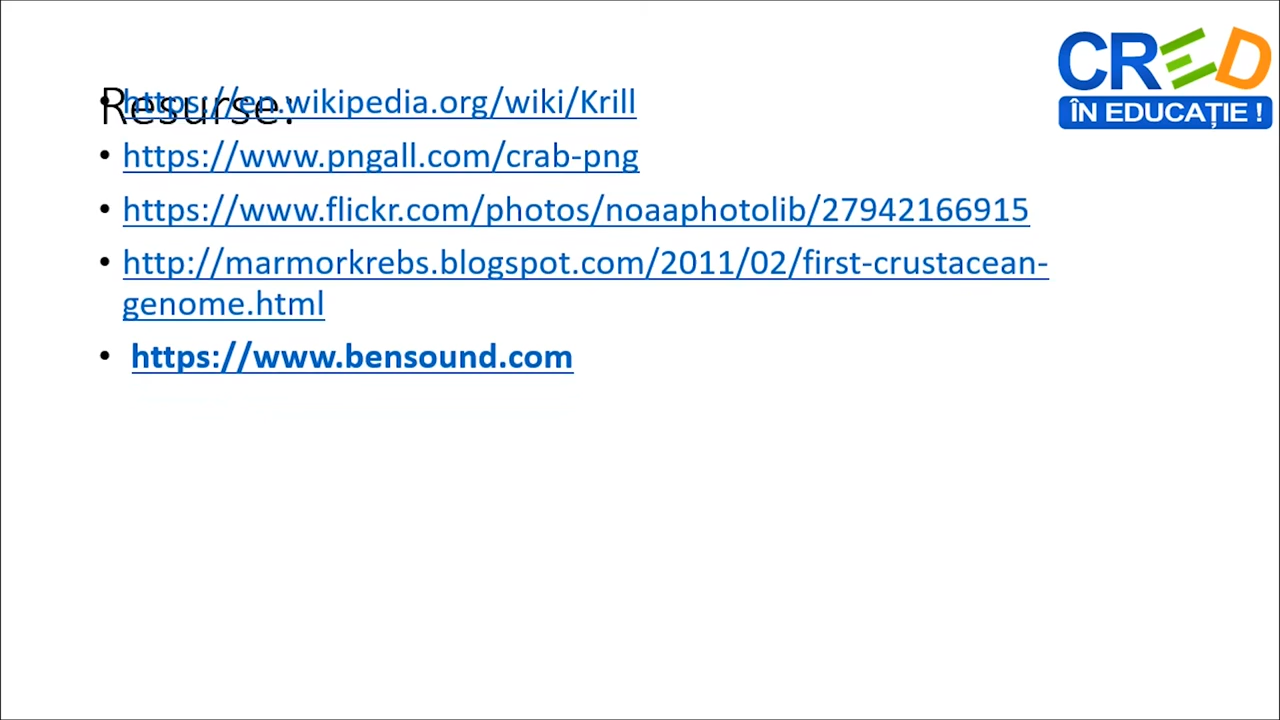 CRED
ÎN EDUCAȚIE !
Resurse:
• https://en.wikipedia.org/wiki/Krill
• https://www.pngall.com/crab-png
• https://www.flickr.com/photos/noaaphotolib/27942166915
• http://marmorkrebs.blogspot.com/2011/02/first-crustacean-
genome.html
• https://www.bensound.com